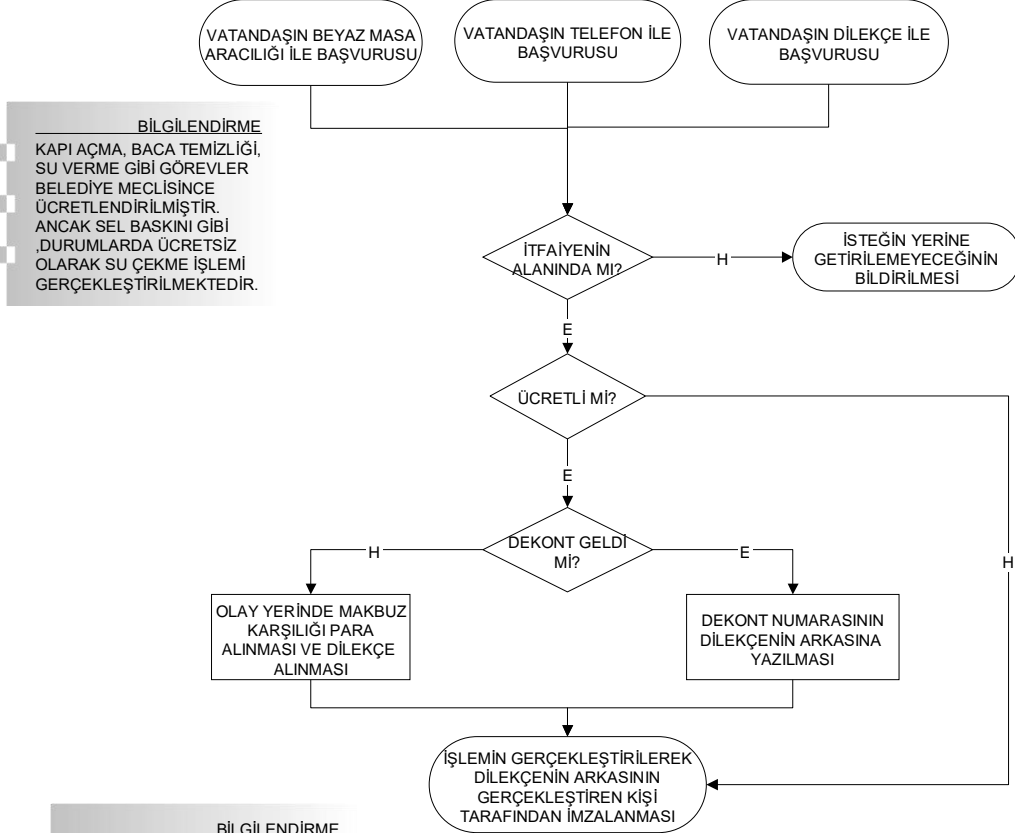 VATANDAŞIN BEYAZ MASA
ARACILIĞI İLE BAŞVURUSU
VATANDAŞIN TELEFON İLE
BAŞVURUSU
VATANDAŞIN DİLEKÇE İLE
BAŞVURUSU
BİLGİLENDİRME
KAPI AÇMA, BACA TEMİZLİĞİ,
SU VERME GİBİ GÖREVLER
BELEDİYE MECLİSİNCE
ÜCRETLENDİRİLMİŞTİR.
ANCAK SEL BASKINI GİBİ
,DURUMLARDA ÜCRETSİZ
OLARAK SU ÇEKME İŞLEMİ
GERÇEKLEŞTİRİLMEKTEDİR.
İTFAİYENİN
ALANINDA MI?
H
İSTEĞİN YERİNE
GETİRİLEMEYECEĞİNİN
BİLDİRİLMESİ
E
ÜCRETLİ Mİ?
E
DEKONT GELDİ
Mİ?
H
E
H
OLAY YERİNDE MAKBUZ
KARŞILIĞI PARA
ALINMASI VE DİLEKÇE
ALINMASI
DEKONT NUMARASININ
DİLEKÇENİN ARKASINA
YAZILMASI
İŞLEMİN GERÇEKLEŞTİRİLEREK
DİLEKÇENİN ARKASININ
GERÇEKLEŞTİREN KİŞİ
TARAFINDAN İMZALANMASI
BİLGİLENDİRME